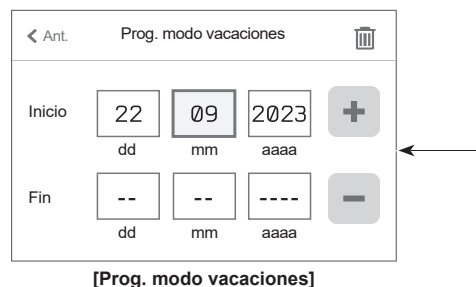 Ant. Prog. modo vacaciones
Inicio 22 09 2023 +
dd mm aaaa
Fin -- -- ---- −
dd mm aaaa
[Prog. modo vacaciones]